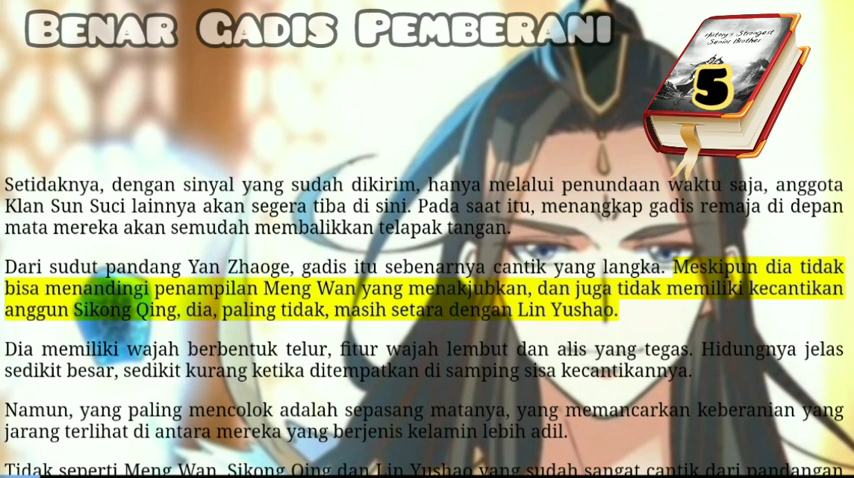 Benar Gadis Pemberani
History's Strongest
Senior Brother
5
Setidaknya, dengan sinyal yang sudah dikirim, hanya melalui penundaan waktu saja, anggota
Klan Sun Suci lainnya akan segera tiba di sini. Pada saat itu, menangkap gadis remaja di depan
mata mereka akan semudah membalikkan telapak tangan.
Dari sudut pandang Yan Zhaoge, gadis itu sebenarnya cantik yang langka. Meskipun dia tidak
bisa menandingi penampilan Meng Wan yang menakjubkan, dan juga tidak memiliki kecantikan
anggun Sikong Qing, dia, paling tidak, masih setara dengan Lin Yushao.
Dia memiliki wajah berbentuk telur, fitur wajah lembut dan alis yang tegas. Hidungnya jelas
sedikit besar, sedikit kurang ketika ditempatkan di samping sisa kecantikannya.
Namun, yang paling mencolok adalah sepasang matanya, yang memancarkan keberanian yang
jarang terlihat di antara mereka yang berjenis kelamin lebih adil.
Tidak seperti Meng Wan, Sikong Qing dan Lin Yushao yang sudah sangat cantik dari pandangan